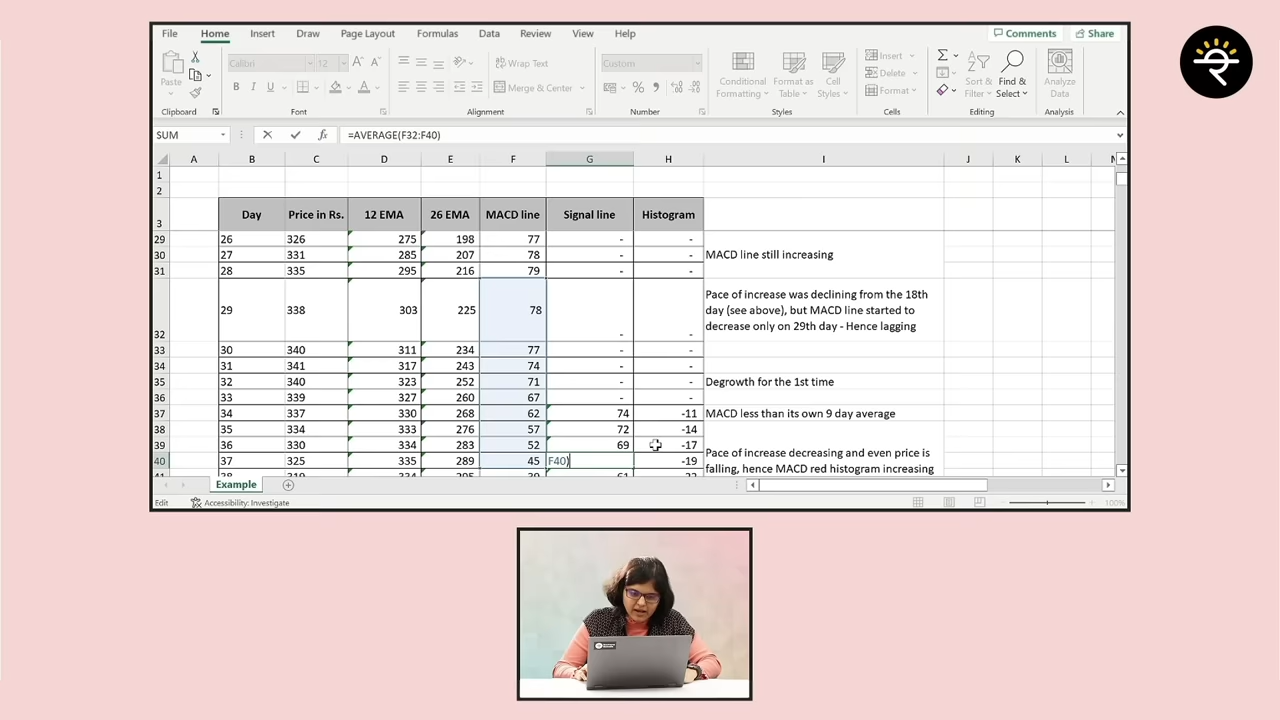 File Home Insert Draw Page Layout Formulas Data Review View Help Comments Share
Calibri 12 A A Wrap Text Custom Insert Σ
Paste B I U Merge & Center % Conditional Formatting Format as Table Cell Styles Delete Format Sort & Filter Find & Select Analyze Data
Clipboard Font Alignment Number Styles Cells Editing Analysis
SUM fx =AVERAGE(F32:F40)
A B C D E F G H I J K L
1
2
3 Day Price in Rs. 12 EMA 26 EMA MACD line Signal line Histogram
29 26 326 275 198 77 - -
30 27 331 285 207 78 - - MACD line still increasing
31 28 335 295 216 79 - -
32 29 338 303 225 78 - - Pace of increase was declining from the 18th
day (see above), but MACD line started to
decrease only on 29th day - Hence lagging
33 30 340 311 234 77 - -
34 31 341 317 243 74 - -
35 32 340 323 252 71 - - Degrowth for the 1st time
36 33 339 327 260 67 - -
37 34 337 330 268 62 74 -11 MACD less than its own 9 day average
38 35 334 333 276 57 72 -14
39 36 330 334 283 52 69 -17
40 37 325 335 289 45 F40) -19 Pace of increase decreasing and even price is
falling, hence MACD red histogram increasing
Example
Edit Accessibility: Investigate 100%